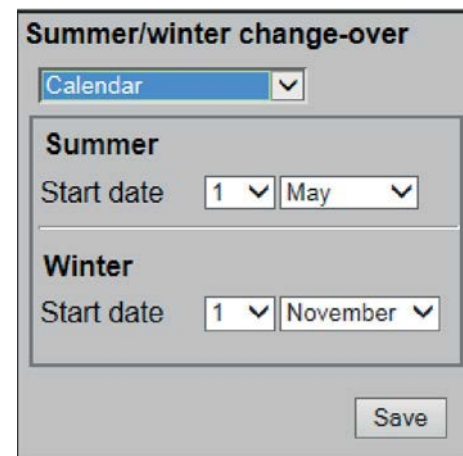 Summer/winter change-over
Calendar
Summer
Start date 1 May
Winter
Start date 1 November
Save